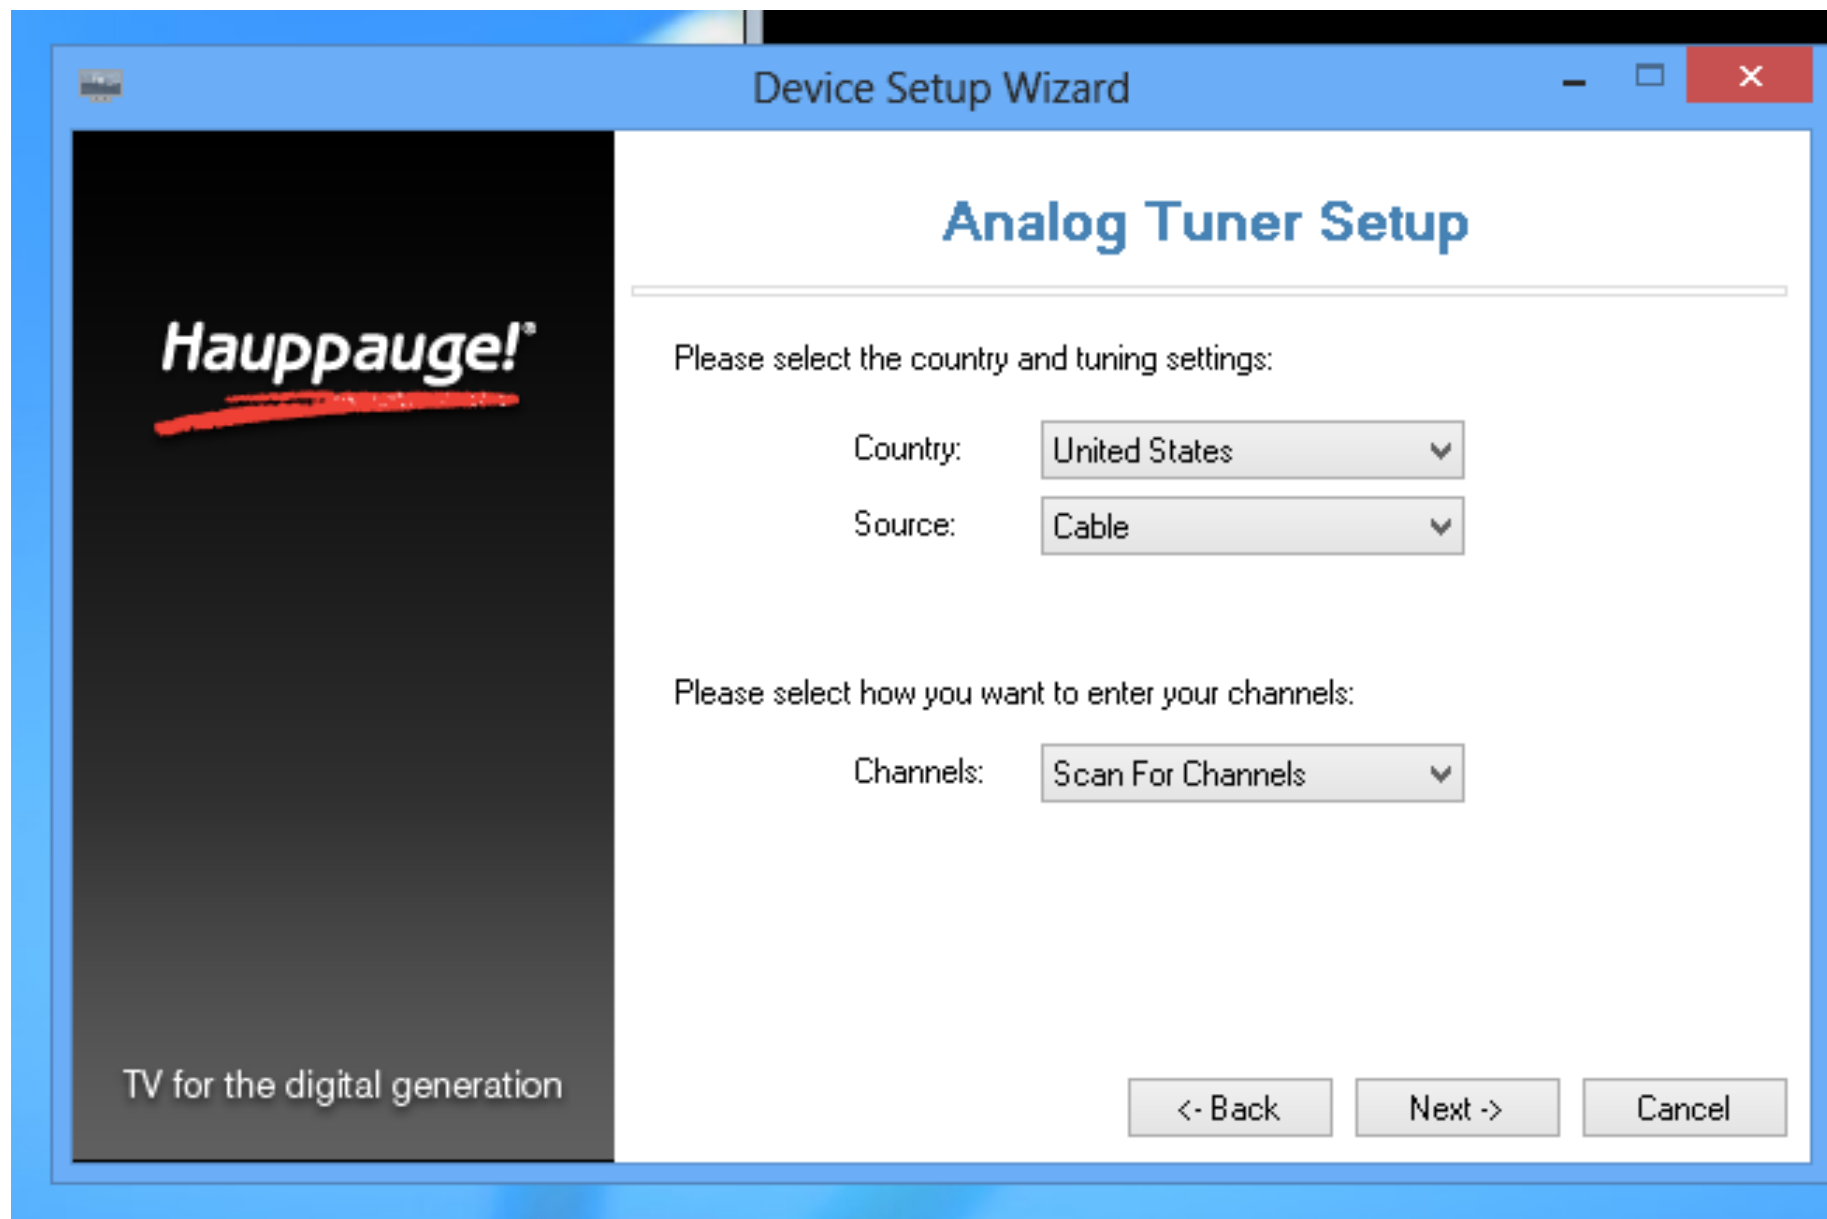 Device Setup Wizard
Hauppauge!®
TV for the digital generation
Analog Tuner Setup
Please select the country and tuning settings:
Country: United States
Source: Cable
Please select how you want to enter your channels:
Channels: Scan For Channels
<- Back Next -> Cancel